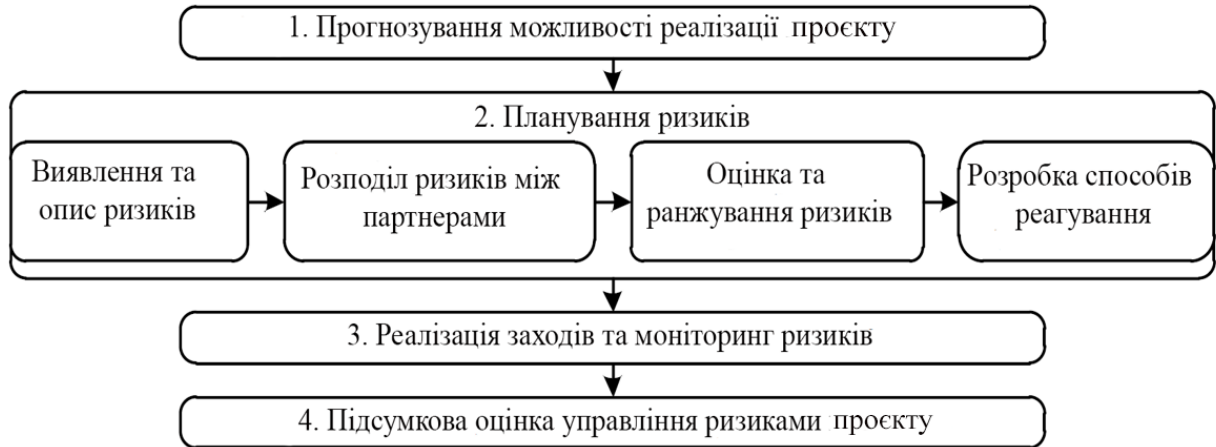 1. Прогнозування можливості реалізації проєкту
2. Планування ризиків
Виявлення та
опис ризиків
Розподіл ризиків між
партнерами
Оцінка та
ранжування ризиків
Розробка способів
реагування
3. Реалізація заходів та моніторинг ризиків
4. Підсумкова оцінка управління ризиками проєкту